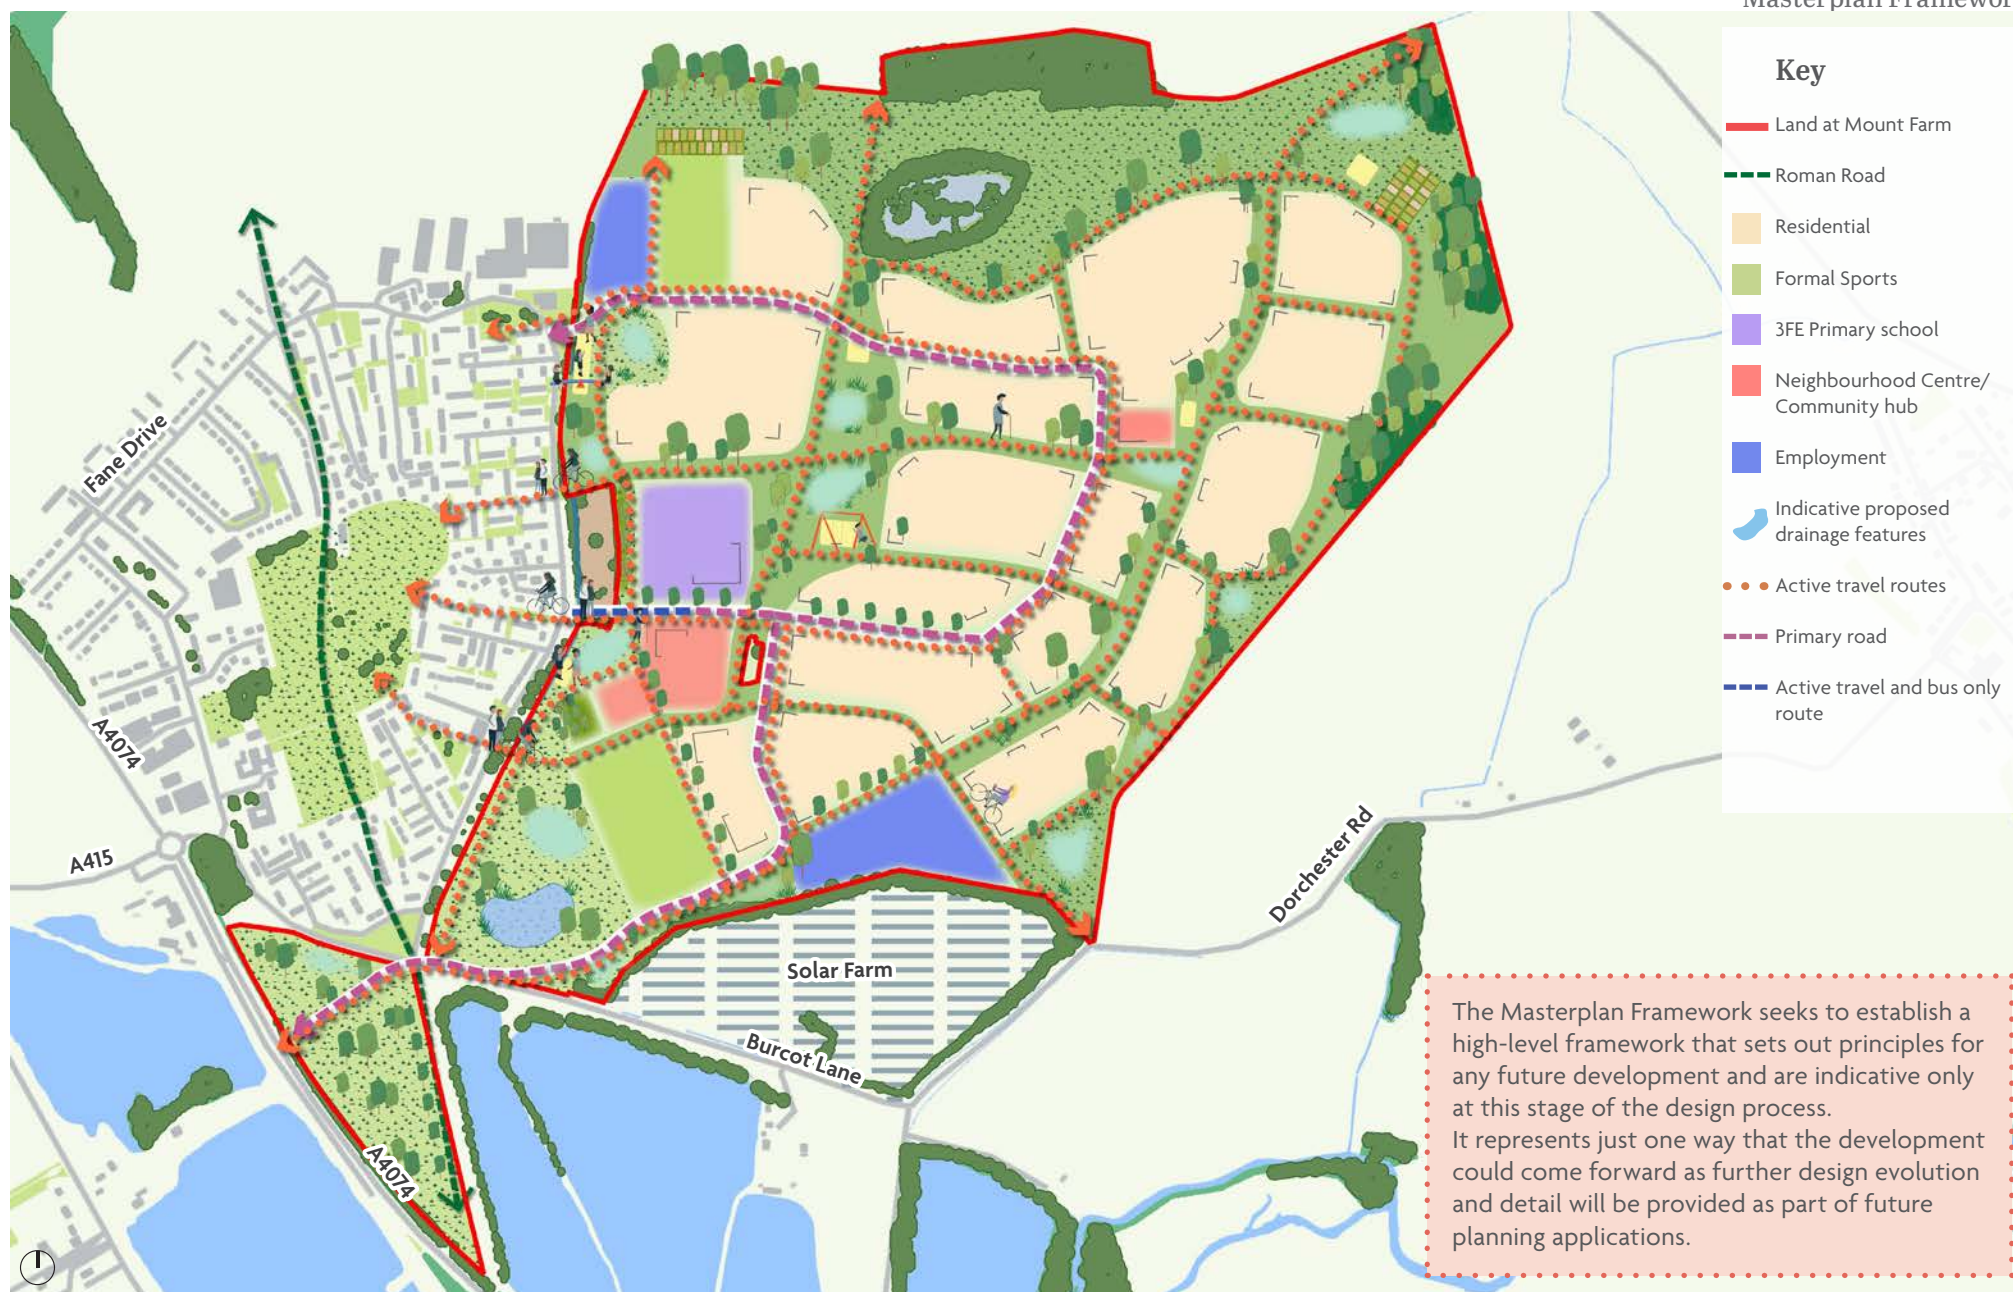 Masterplan Framewor
Key
Land at Mount Farm
Roman Road
Residential
Formal Sports
3FE Primary school
Neighbourhood Centre/
Community hub
Employment
Indicative proposed
drainage features
Active travel routes
Primary road
Active travel and bus only
route
Fane Drive
A4074
A415
Dorchester Rd
Solar Farm
Burcot Lane
A4074
The Masterplan Framework seeks to establish a
high-level framework that sets out principles for
any future development and are indicative only
at this stage of the design process.
It represents just one way that the development
could come forward as further design evolution
and detail will be provided as part of future
planning applications.